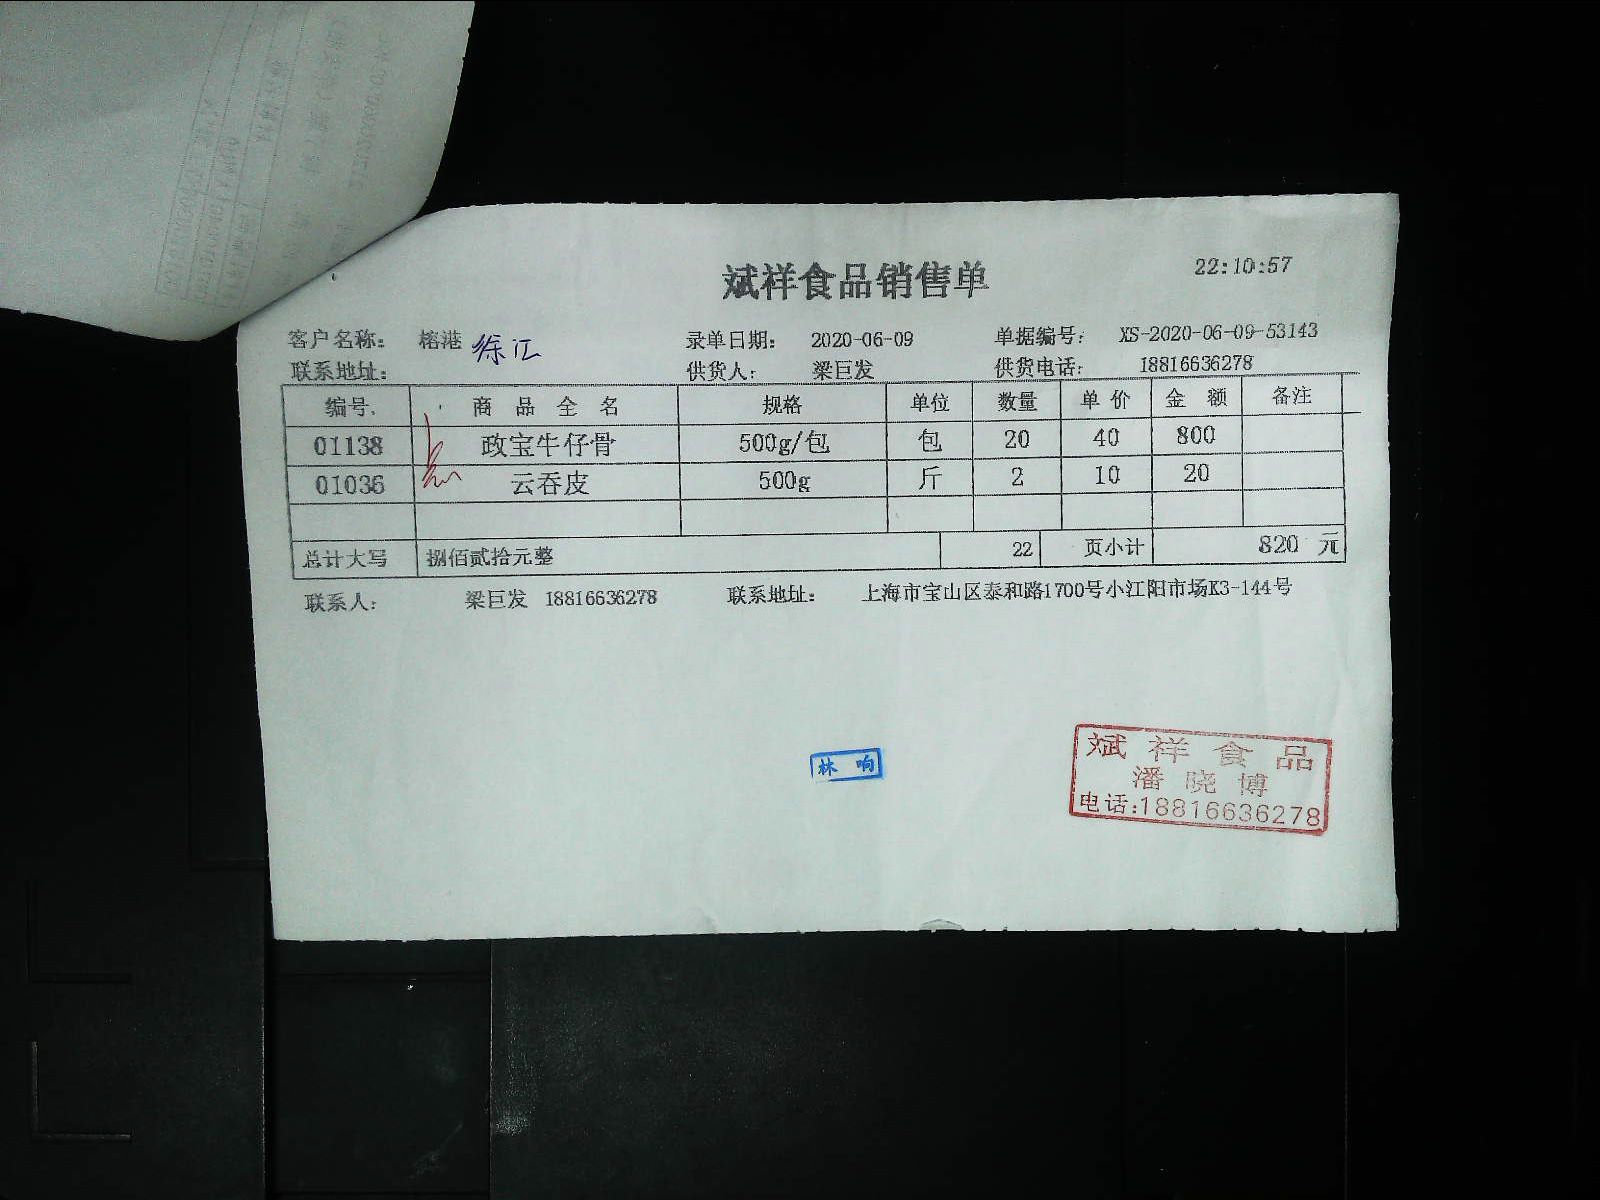 斌祥食品销售单 22:10:57
客户名称: 榕港 徐汇 录单日期: 2020-06-09 单据编号: XS-2020-06-09-53143
联系地址: 供货人: 梁巨发 供货电话: 18816636278
编号. 商品全名 规格 单位 数量 单价 金额 备注
01138 政宝牛仔骨 500g/包 包 20 40 800
01036 云吞皮 500g 斤 2 10 20
总计大写 捌佰贰拾元整 22 页小计 820 元
联系人: 梁巨发 18816636278 联系地址: 上海市宝山区泰和路1700号小江阳市场K3-144号
林响
斌祥食品
潘晓博
电话:18816636278